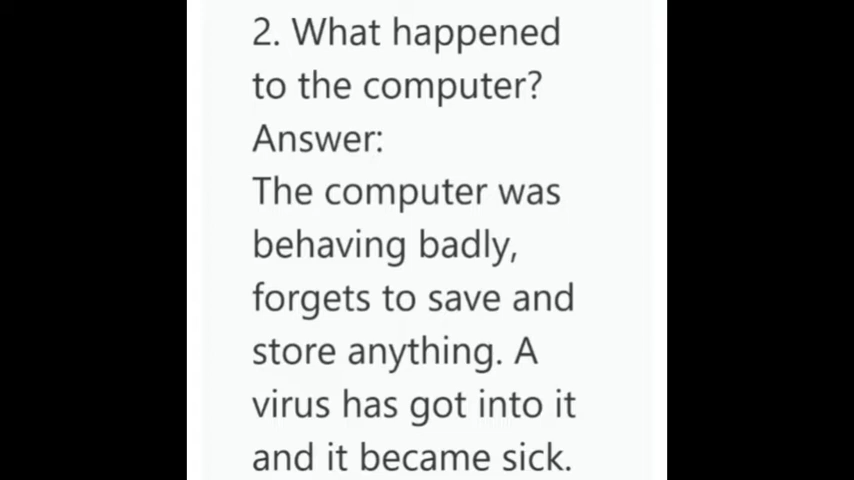 2. What happened
to the computer?
Answer:
The computer was
behaving badly,
forgets to save and
store anything. A
virus has got into it
and it became sick.